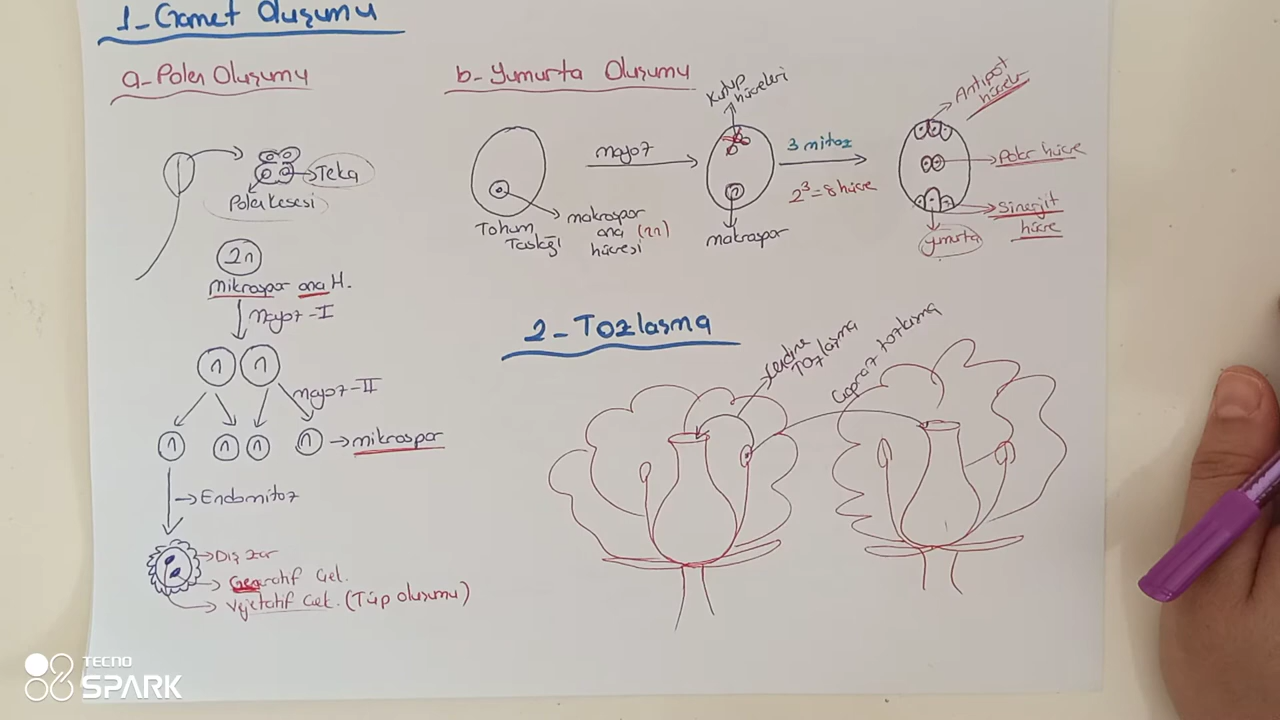 1- Gamet Oluşumu
a- Polen Oluşumu
Teka
Polen Kesesi
2n
Mikrospor ana H.
Mayoz-I
n n
Mayoz-II
n n n n
mikrospor
Endomitoz
Dış zar
Generatif Çek.
Vejetatif Çek. (Tüp oluşumu)
b- Yumurta Oluşumu
Tohum
Taslağı
makrospor
ana (2n)
hücresi
mayoz
Kutup
hücreleri
makrospor
3 mitoz
2³=8 hücre
Antipot
hücreler
Polar hücre
Sinerjit
hücre
yumurta
2- Tozlaşma
Kendine
Tozlaşma
Çapraz tozlaşma
TECNO
SPARK